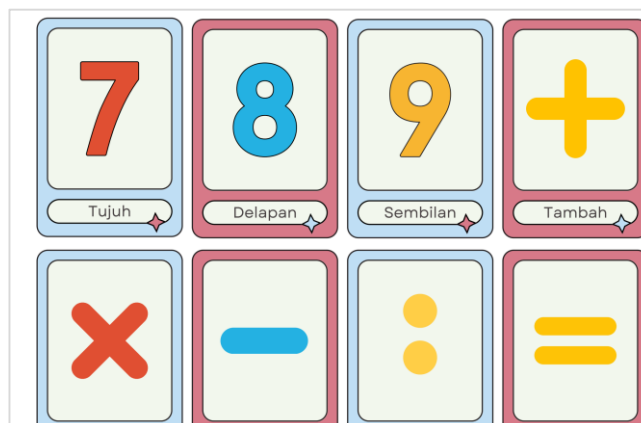 7 8 9 +
Tujuh Delapan Sembilan Tambah
× − : =